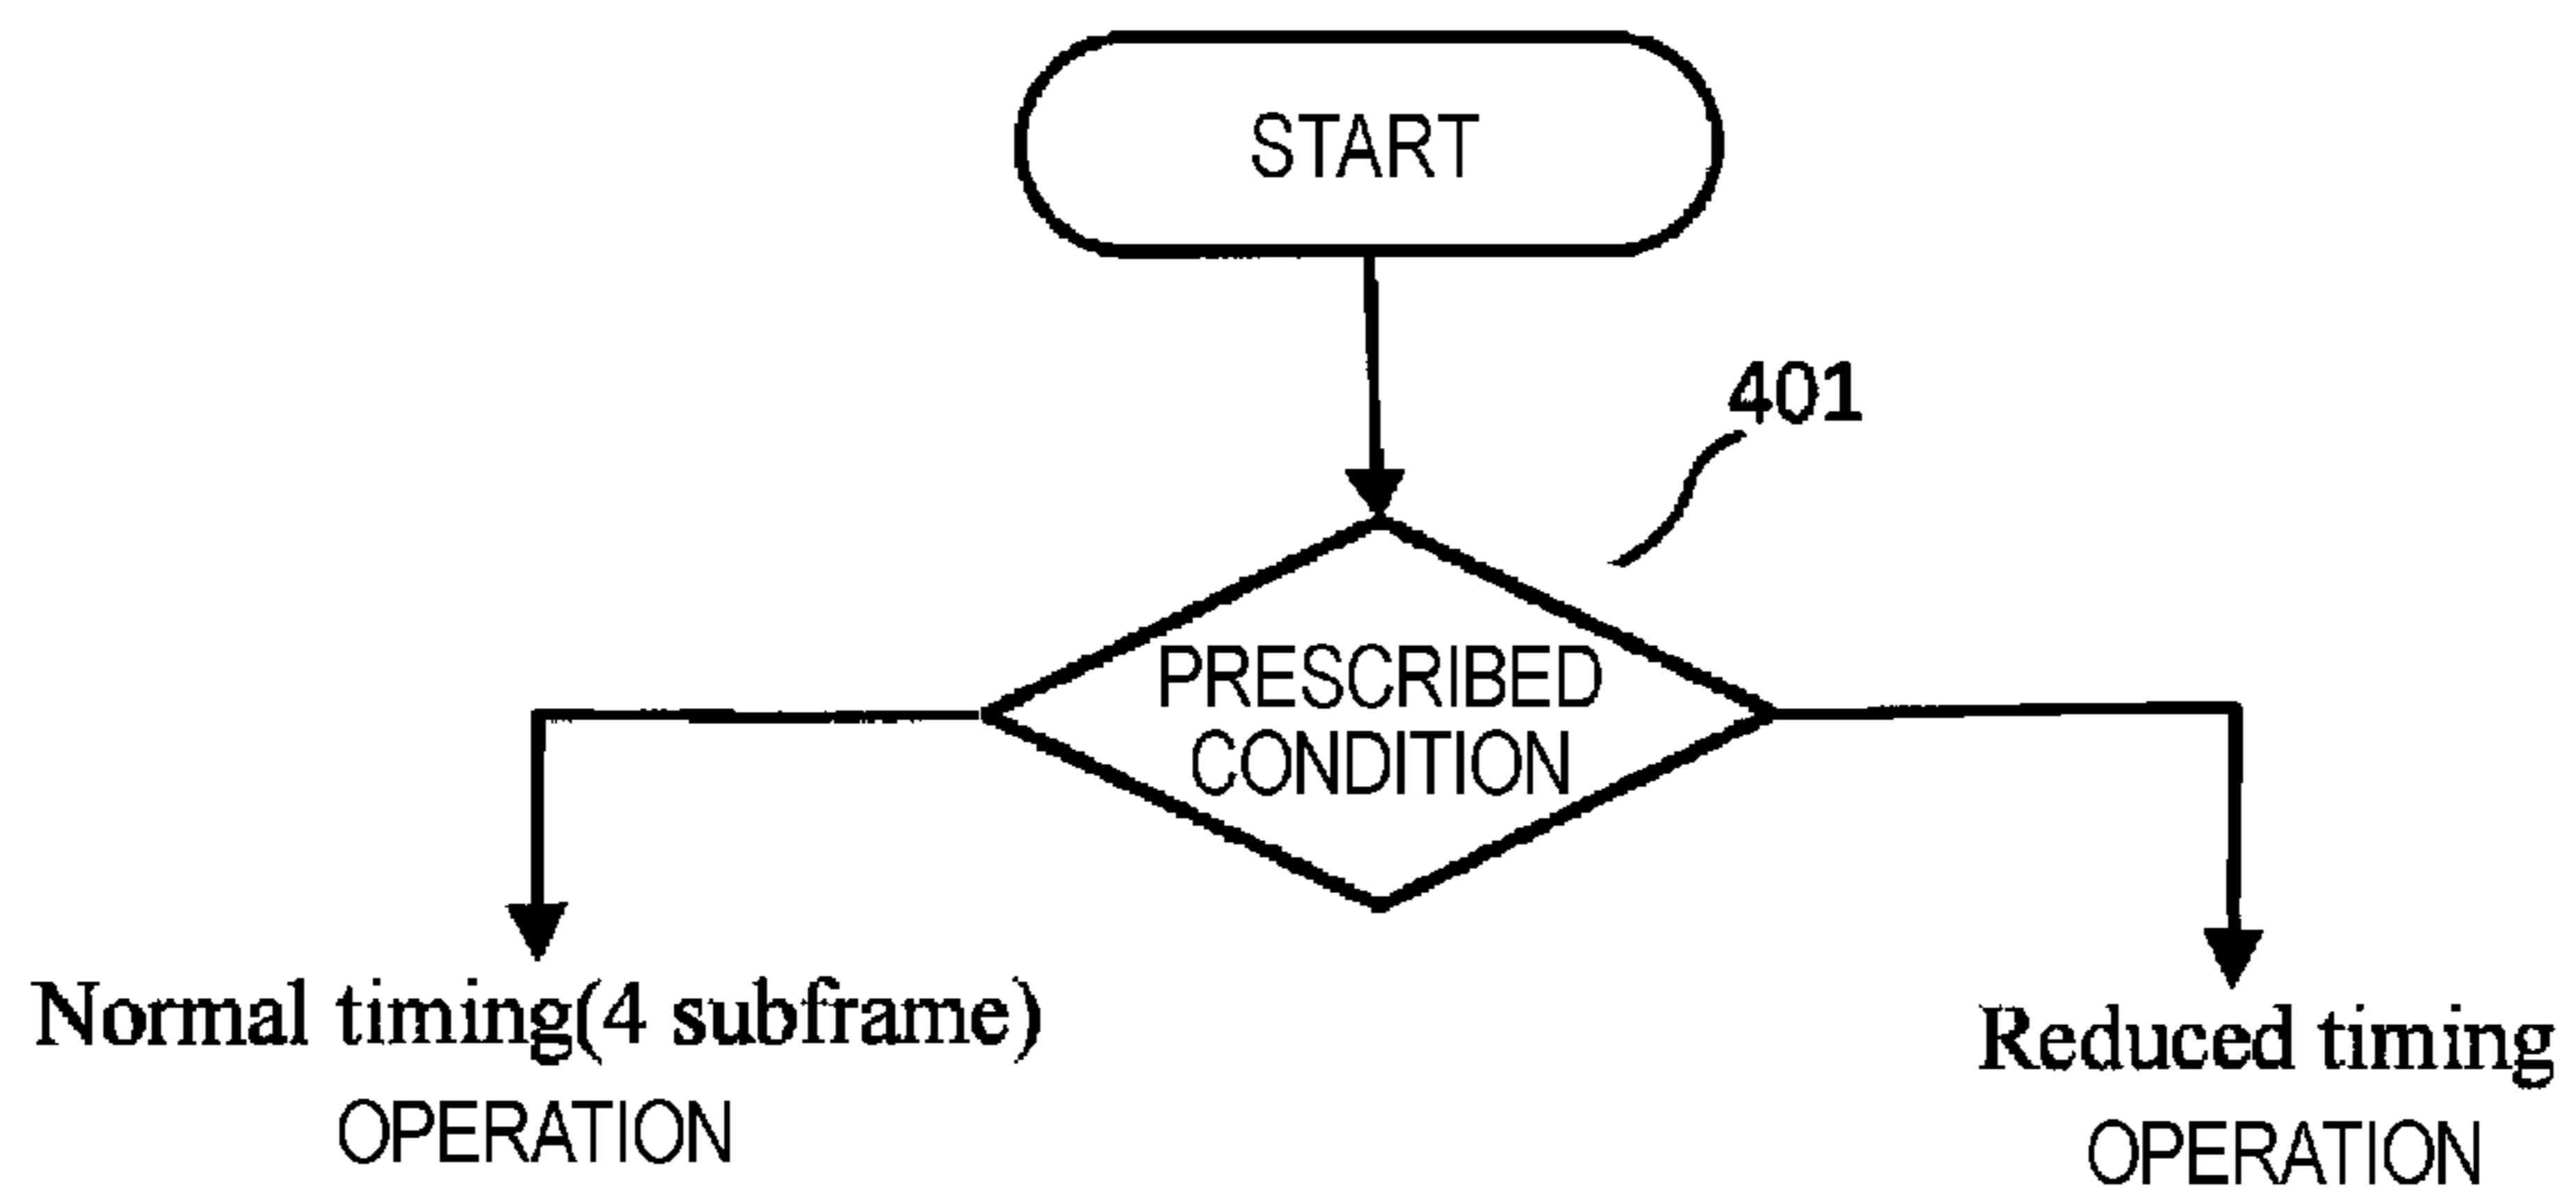 START
401
PRESCRIBED
CONDITION
Normal timing(4 subframe)
OPERATION
Reduced timing
OPERATION